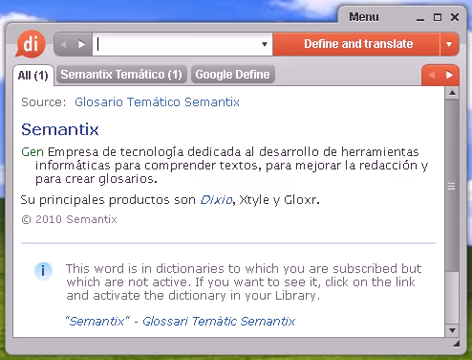 Menu
di
Define and translate
All (1) Semantix Temático (1) Google Define
Source: Glosario Temático Semantix
Semantix
Gen Empresa de tecnología dedicada al desarrollo de herramientas
informáticas para comprender textos, para mejorar la redacción y
para crear glosarios.
Su principales productos son Dixio, Xtyle y Gloxr.
© 2010 Semantix
i
This word is in dictionaries to which you are subscribed but
which are not active. If you want to see it, click on the link
and activate the dictionary in your Library.
"Semantix" - Glossari Temàtic Semantix